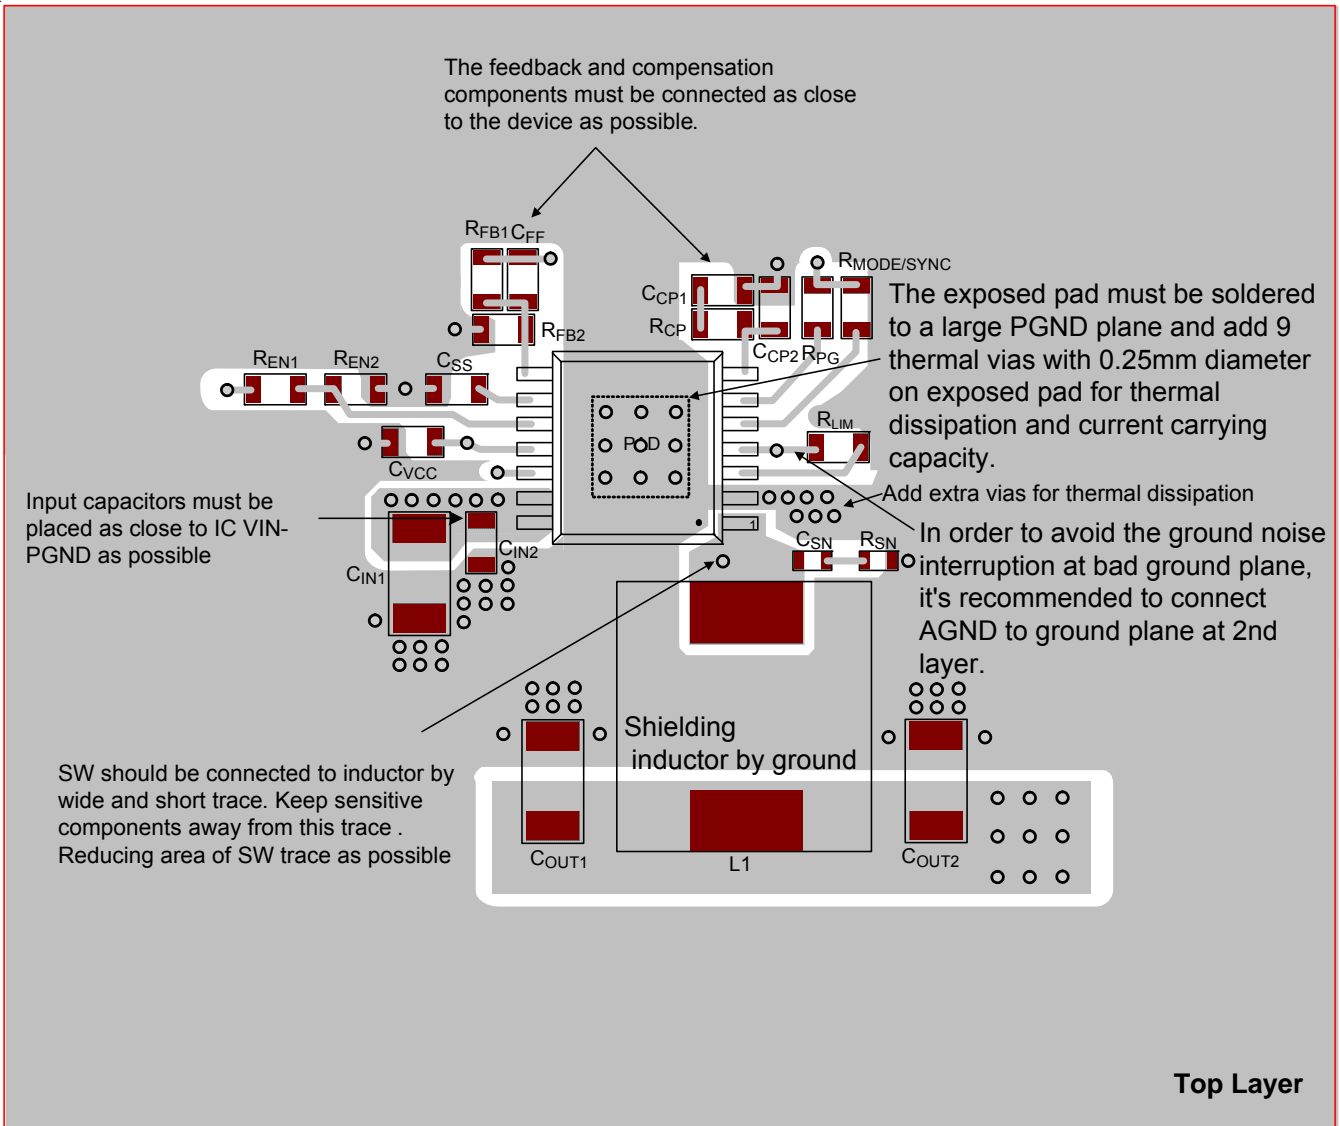 The feedback and compensation
components must be connected as close
to the device as possible.
RFB1
CFF
RMODE/SYNC
CCP1
RCP
RFB2
CCP2
RPG
The exposed pad must be soldered
to a large PGND plane and add 9
thermal vias with 0.25mm diameter
on exposed pad for thermal
dissipation and current carrying
capacity.
REN1
REN2
CSS
RLIM
PAD
CVCC
Input capacitors must be
placed as close to IC VIN-
PGND as possible
Add extra vias for thermal dissipation
1
CIN1
CIN2
CSN
RSN
In order to avoid the ground noise
interruption at bad ground plane,
it's recommended to connect
AGND to ground plane at 2nd
layer.
Shielding
inductor by ground
SW should be connected to inductor by
wide and short trace. Keep sensitive
components away from this trace .
Reducing area of SW trace as possible
COUT1
L1
COUT2
Top Layer